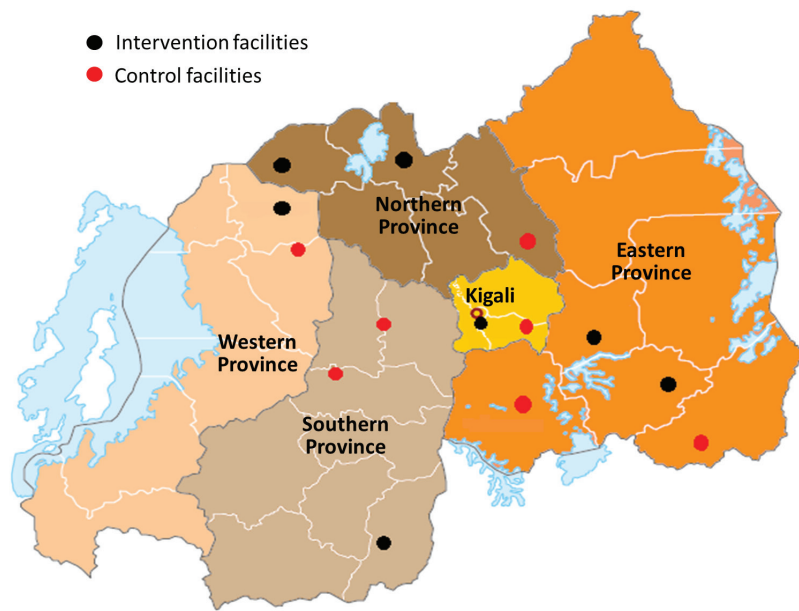 Intervention facilities
Control facilities
Northern
Province
Eastern
Province
Kigali
Western
Province
Southern
Province